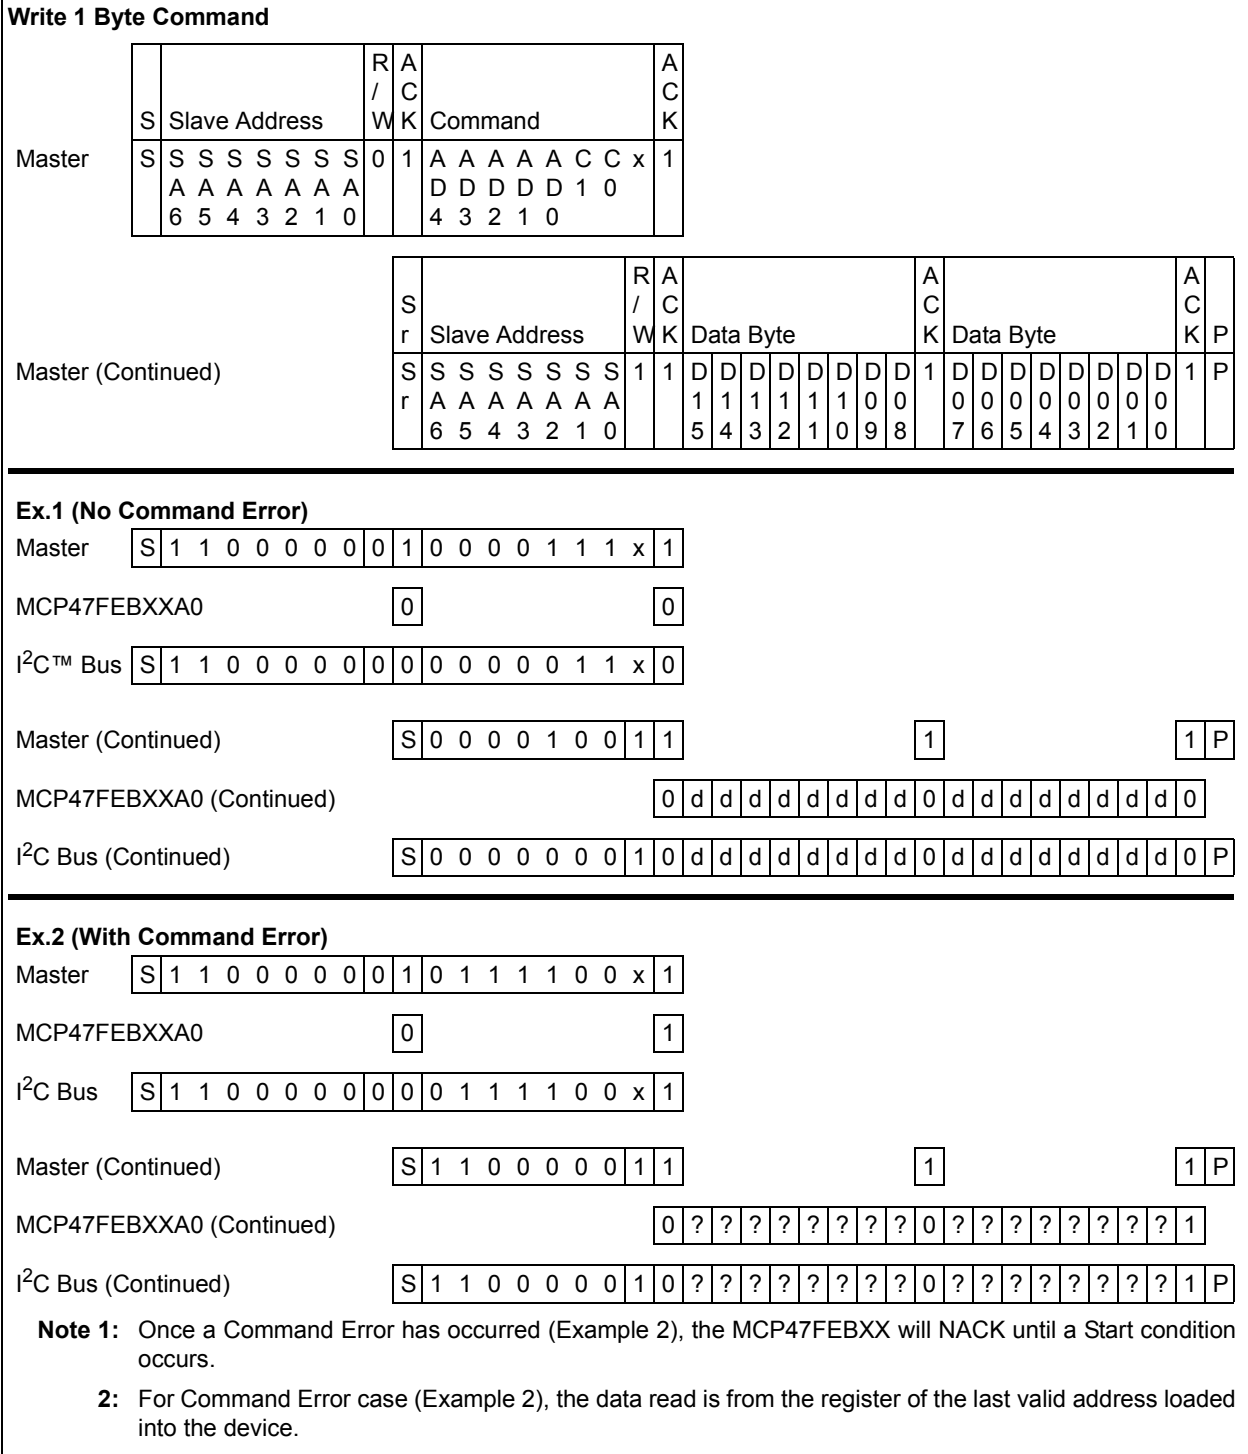 Write 1 Byte Command
R A A
/ C C
S Slave Address W K Command K
Master S S S S S S S S 0 1 A A A A A C C x 1
A A A A A A A D D D D D 1 0
6 5 4 3 2 1 0 4 3 2 1 0
R A A A
S / C C C
r Slave Address W K Data Byte K Data Byte K P
Master (Continued) S S S S S S S S 1 1 D D D D D D D D 1 D D D D D D D D 1 P
r A A A A A A A 1 1 1 1 1 1 0 0 0 0 0 0 0 0 0 0
6 5 4 3 2 1 0 5 4 3 2 1 0 9 8 7 6 5 4 3 2 1 0
Ex.1 (No Command Error)
Master S 1 1 0 0 0 0 0 0 1 0 0 0 0 1 1 1 x 1
MCP47FEBXXA0 0 0
I2C™ Bus S 1 1 0 0 0 0 0 0 0 0 0 0 0 0 1 1 x 0
Master (Continued) S 0 0 0 0 1 0 0 1 1 1 1 P
MCP47FEBXXA0 (Continued) 0 d d d d d d d d 0 d d d d d d d d 0
I2C Bus (Continued) S 0 0 0 0 0 0 0 1 0 d d d d d d d d 0 d d d d d d d d 0 P
Ex.2 (With Command Error)
Master S 1 1 0 0 0 0 0 0 1 0 1 1 1 1 0 0 x 1
MCP47FEBXXA0 0 1
I2C Bus S 1 1 0 0 0 0 0 0 0 0 1 1 1 1 0 0 x 1
Master (Continued) S 1 1 0 0 0 0 0 1 1 1 1 P
MCP47FEBXXA0 (Continued) 0 ? ? ? ? ? ? ? ? 0 ? ? ? ? ? ? ? ? 1
I2C Bus (Continued) S 1 1 0 0 0 0 0 1 0 ? ? ? ? ? ? ? ? 0 ? ? ? ? ? ? ? ? 1 P
Note 1: Once a Command Error has occurred (Example 2), the MCP47FEBXX will NACK until a Start condition
occurs.
2: For Command Error case (Example 2), the data read is from the register of the last valid address loaded
into the device.